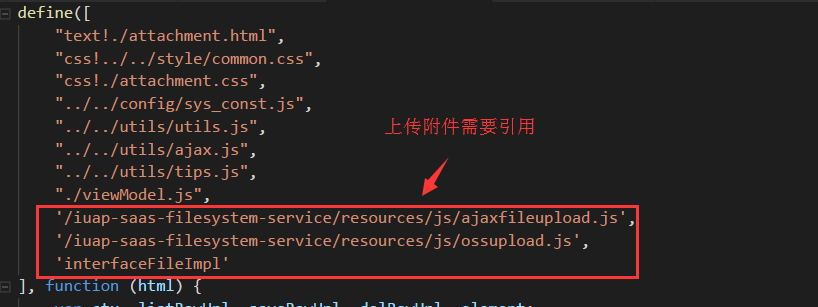 define([
"text!./attachment.html",
"css!../../style/common.css",
"css!./attachment.css",
"../../config/sys_const.js",
"../../utils/utils.js",
"../../utils/ajax.js",
"../../utils/tips.js",
"./viewModel.js",
上传附件需要引用
'/iuap-saas-filesystem-service/resources/js/ajaxfileupload.js',
'/iuap-saas-filesystem-service/resources/js/ossupload.js',
'interfaceFileImpl'
], function (html) {